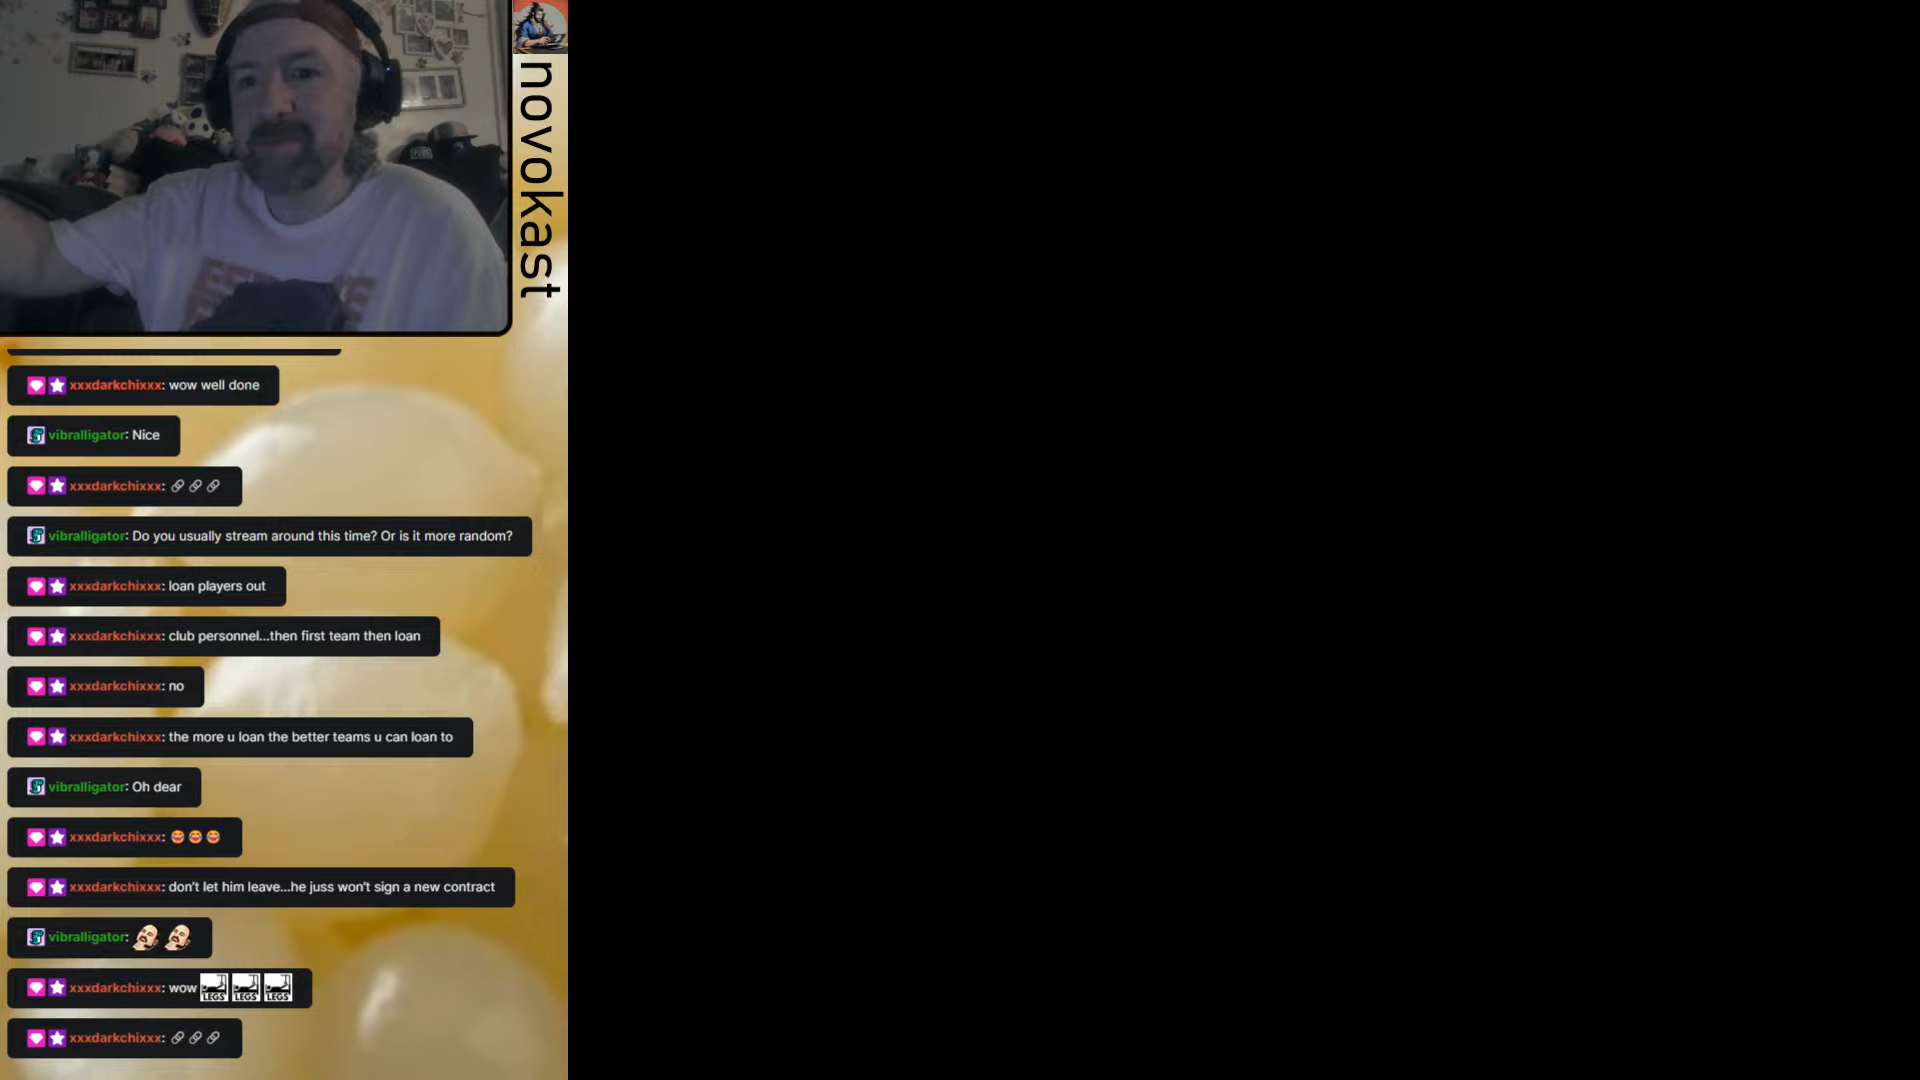 novokast
xxxdarkchixxx: wow well done
vibralligator: Nice
xxxdarkchixxx: 🔗 🔗 🔗
vibralligator: Do you usually stream around this time? Or is it more random?
xxxdarkchixxx: loan players out
xxxdarkchixxx: club personnel...then first team then loan
xxxdarkchixxx: no
xxxdarkchixxx: the more u loan the better teams u can loan to
vibralligator: Oh dear
xxxdarkchixxx: 😂 😂 😂
xxxdarkchixxx: don't let him leave...he juss won't sign a new contract
vibralligator:
xxxdarkchixxx: wow LEGS LEGS LEGS
xxxdarkchixxx: 🔗 🔗 🔗